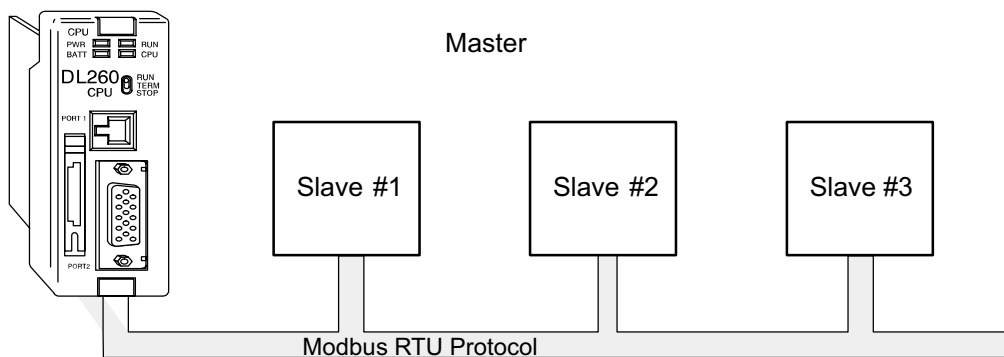 CPU
PWR RUN
BATT CPU
DL260
CPU
RUN
TERM
STOP
PORT 1
PORT2
Master
Slave #1
Slave #2
Slave #3
Modbus RTU Protocol